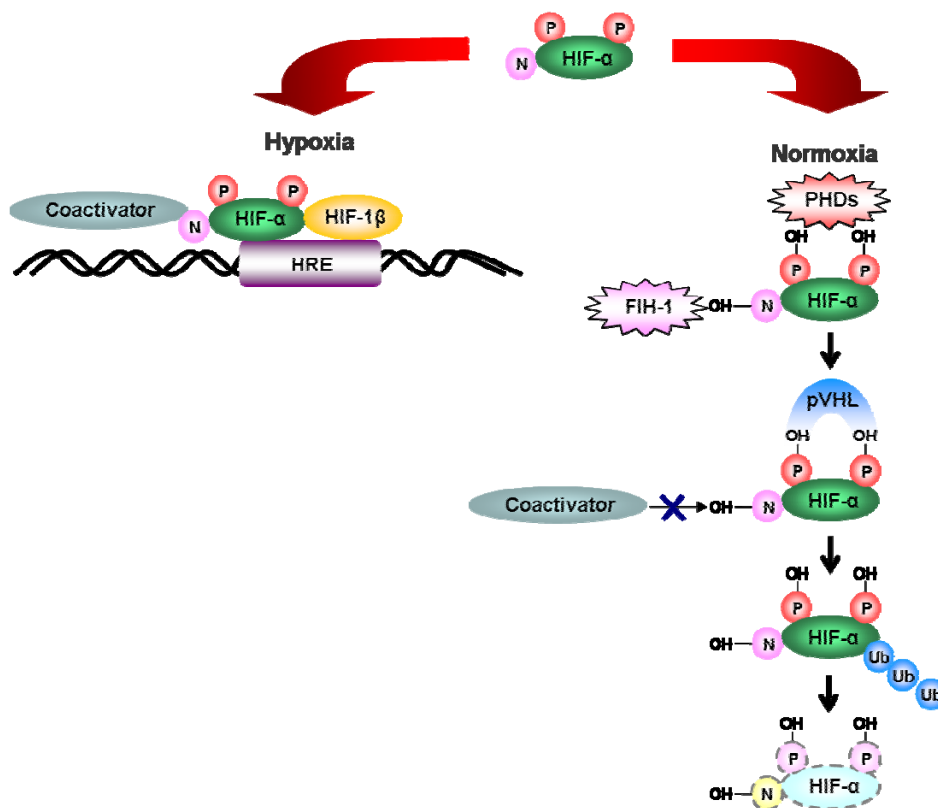 P P
N HIF-α
Hypoxia
Normoxia
PHDs
Coactivator N P HIF-α P HIF-1β
HRE
OH OH
P P
FIH-1 OH N HIF-α
pVHL
OH OH
P P
Coactivator X OH N HIF-α
OH OH
P P
OH N HIF-α
Ub
Ub
Ub
OH OH
P P
OH N HIF-α